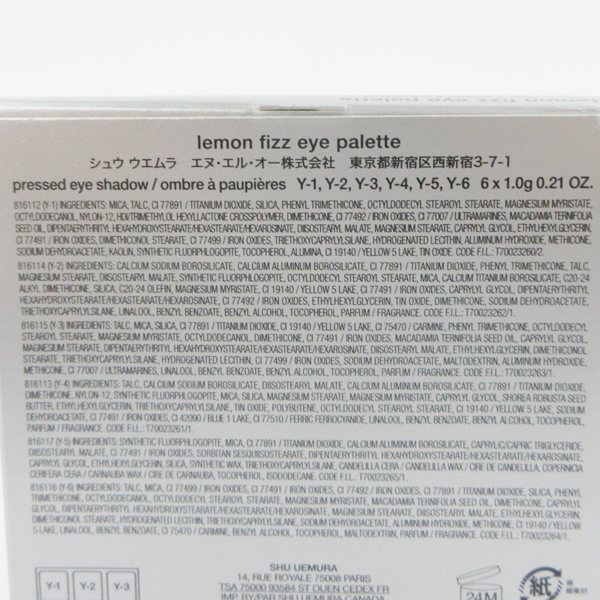 lemon fizz eye palette
lemon fizz eye palette
シュウ ウエムラ エヌ・エル・オー株式会社 東京都新宿区西新宿3-7-1
pressed eye shadow / ombre à paupières Y-1, Y-2, Y-3, Y-4, Y-5, Y-6 6 x 1.0g 0.21 OZ.
816112 (Y-1) INGREDIENTS: MICA, TALC, CI 77891 / TITANIUM DIOXIDE, SILICA, PHENYL TRIMETHICONE, OCTYLDODECYL STEAROYL STEARATE, MAGNESIUM MYRISTATE,
OCTYLDODECANOL, NYLON-12, HDI/TRIMETHYLOL HEXYLLACTONE CROSSPOLYMER, DIMETHICONE, CI 77492 / IRON OXIDES, CI 77007 / ULTRAMARINES, MACADAMIA TERNIFOLIA
SEED OIL, DIPENTAERYTHRITYL HEXAHYDROXYSTEARATE/HEXASTEARATE/HEXAROSINATE, DIISOSTEARYL MALATE, MAGNESIUM STEARATE, CAPRYLYL GLYCOL, ETHYLHEXYLGLYCERIN,
CI 77491 / IRON OXIDES, DIMETHICONOL STEARATE, CI 77499 / IRON OXIDES, TRIETHOXYCAPRYLYLSILANE, HYDROGENATED LECITHIN, ALUMINUM HYDROXIDE, METHICONE,
SODIUM DEHYDROACETATE, KAOLIN, SYNTHETIC FLUORPHLOGOPITE, TOCOPHEROL, ALUMINA, CI 19140 / YELLOW 5 LAKE, TIN OXIDE. CODE F.I.L.: T70023260/2.
816114 (Y-2) INGREDIENTS: CALCIUM SODIUM BOROSILICATE, CALCIUM ALUMINUM BOROSILICATE, CI 77891 / TITANIUM DIOXIDE, PHENYL TRIMETHICONE, TALC,
MAGNESIUM MYRISTATE, OCTYLDODECANOL, OCTYLDODECYL STEAROYL STEARATE, SYNTHETIC FLUORPHLOGOPITE, MICA, CALCIUM TITANIUM BOROSILICATE, C20-24
ALKYL DIMETHICONE, SILICA, C20-24 OLEFIN, MAGNESIUM MYRISTATE, CI 19140 / YELLOW 5 LAKE, CI 77491 / IRON OXIDES, CAPRYLYL GLYCOL, DIPENTAERYTHRITYL
HEXAHYDROXYSTEARATE/HEXASTEARATE/HEXAROSINATE, CI 77492 / IRON OXIDES, ETHYLHEXYLGLYCERIN, TIN OXIDE, DIMETHICONE, SODIUM DEHYDROACETATE,
TRIETHOXYCAPRYLYLSILANE, LINALOOL, BENZYL BENZOATE, BENZYL ALCOHOL, TOCOPHEROL, PARFUM / FRAGRANCE. CODE F.I.L.: T70023262/1.
816115 (Y-3) INGREDIENTS: TALC, MICA, SILICA, CI 77891 / TITANIUM DIOXIDE, CI 19140 / YELLOW 5 LAKE, CI 75470 / CARMINE, PHENYL TRIMETHICONE, OCTYLDODECYL
STEAROYL STEARATE, MAGNESIUM MYRISTATE, OCTYLDODECANOL, DIMETHICONE, CI 77491 / IRON OXIDES, MACADAMIA TERNIFOLIA SEED OIL, DIPENTAERYTHRITYL
HEXAHYDROXYSTEARATE/HEXASTEARATE/HEXAROSINATE, DIISOSTEARYL MALATE, CAPRYLYL GLYCOL, MAGNESIUM STEARATE, ETHYLHEXYLGLYCERIN, DIMETHICONOL
STEARATE, TRIETHOXYCAPRYLYLSILANE, HYDROGENATED LECITHIN, CI 77499 / IRON OXIDES, SODIUM DEHYDROACETATE, MALTODEXTRIN, ALUMINUM HYDROXIDE,
METHICONE, CI 77007 / ULTRAMARINES, LINALOOL, BENZYL BENZOATE, BENZYL ALCOHOL, TOCOPHEROL, PARFUM / FRAGRANCE. CODE F.I.L.: T70023263/1.
816113 (Y-4) INGREDIENTS: TALC, CALCIUM SODIUM BOROSILICATE, DIISOSTEARYL MALATE, CALCIUM ALUMINUM BOROSILICATE, CI 77891 / TITANIUM DIOXIDE,
DIMETHICONE, NYLON-12, SYNTHETIC FLUORPHLOGOPITE, MICA, SILICA, MAGNESIUM STEARATE, MAGNESIUM MYRISTATE, CAPRYLYL GLYCOL, SHOREA ROBUSTA SEED
BUTTER, ETHYLHEXYLGLYCERIN, TRIETHOXYCAPRYLYLSILANE, TIN OXIDE, POLYBUTENE, OCTYLDODECYL STEAROYL STEARATE, CI 19140 / YELLOW 5 LAKE, SODIUM
DEHYDROACETATE, CI 42090 / BLUE 1 LAKE, CI 77510 / FERRIC FERROCYANIDE, LINALOOL, BENZYL BENZOATE, BENZYL ALCOHOL, TOCOPHEROL,
PARFUM / FRAGRANCE. CODE F.I.L.: T70023261/1.
816117 (Y-5) INGREDIENTS: SYNTHETIC FLUORPHLOGOPITE, MICA, CI 77891 / TITANIUM DIOXIDE, CALCIUM ALUMINUM BOROSILICATE, CAPRYLIC/CAPRIC TRIGLYCERIDE,
DIISOSTEARYL MALATE, CI 77491 / IRON OXIDES, SORBITAN SESQUIISOSTEARATE, DIPENTAERYTHRITYL HEXAHYDROXYSTEARATE/HEXASTEARATE/HEXAROSINATE,
CAPRYLYL GLYCOL, ETHYLHEXYLGLYCERIN, SILICA, SYNTHETIC WAX, TRIETHOXYCAPRYLYLSILANE, CANDELILLA CERA / CANDELILLA WAX / CIRE DE CANDELILLA, COPERNICIA
CERIFERA CERA / CARNAUBA WAX / CIRE DE CARNAUBA, TOCOPHEROL, ISODODECANE. CODE F.I.L.: T70023265/1.
816116 (Y-6) INGREDIENTS: TALC, MICA, CI 77499 / IRON OXIDES, CI 77491 / IRON OXIDES, CI 77492 / IRON OXIDES, CI 77891 / TITANIUM DIOXIDE, SILICA, PHENYL
TRIMETHICONE, OCTYLDODECANOL, OCTYLDODECYL STEAROYL STEARATE, MAGNESIUM MYRISTATE, DIMETHICONE, MACADAMIA TERNIFOLIA SEED OIL, CAPRYLYL
GLYCOL, DIPENTAERYTHRITYL HEXAHYDROXYSTEARATE/HEXASTEARATE/HEXAROSINATE, DIISOSTEARYL MALATE, MAGNESIUM STEARATE, ETHYLHEXYLGLYCERIN,
DIMETHICONOL STEARATE, HYDROGENATED LECITHIN, TRIETHOXYCAPRYLYLSILANE, SODIUM DEHYDROACETATE, ALUMINUM HYDROXIDE, METHICONE, CI 19140 / YELLOW
5 LAKE, LINALOOL, BENZYL BENZOATE, CI 75470 / CARMINE, BENZYL ALCOHOL, TOCOPHEROL, PARFUM / FRAGRANCE. CODE F.I.L.: T70023264/1.
SHU UEMURA
14, RUE ROYALE 75008 PARIS
TSA 75000 93584 ST OUEN CEDEX FR
IMP. BY/PAR SHU UEMURA
Y-1 Y-2 Y-3
24M
紙